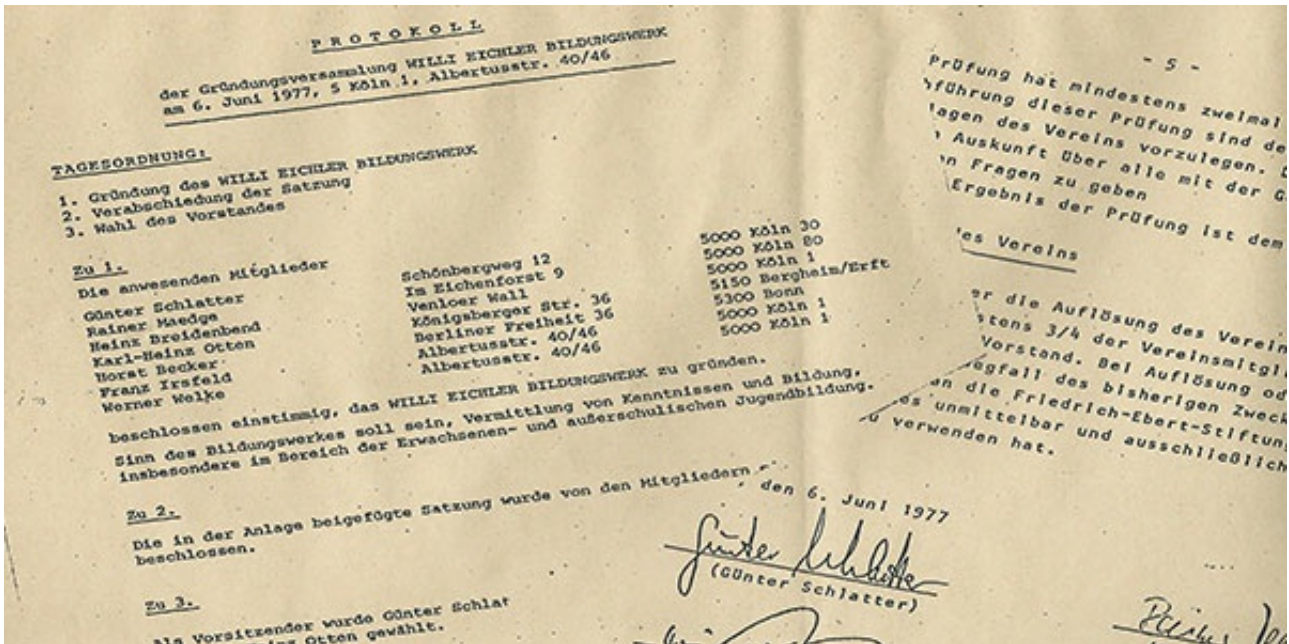 PROTOKOLL
der Gründungsversammlung WILLI EICHLER BILDUNGSWERK
am 6. Juni 1977, 5 Köln 1, Albertusstr. 40/46
TAGESORDNUNG:
1. Gründung des WILLI EICHLER BILDUNGSWERK
2. Verabschiedung der Satzung
3. Wahl des Vorstandes
Zu 1.
Die anwesenden Mitglieder
Günter Schlatter Schönbergweg 12 5000 Köln 30
Rainer Maedge Im Eichenforst 9 5000 Köln 80
Heinz Breidenbend Venloer Wall 5000 Köln 1
Karl-Heinz Otten Königsberger Str. 36 5150 Bergheim/Erft
Horst Becker Berliner Freiheit 36 5300 Bonn
Franz Irsfeld Albertusstr. 40/46 5000 Köln 1
Werner Welke Albertusstr. 40/46 5000 Köln 1
beschlossen einstimmig, das WILLI EICHLER BILDUNGSWERK zu gründen.
Sinn des Bildungswerkes soll sein, Vermittlung von Kenntnissen und Bildung,
insbesondere im Bereich der Erwachsenen- und außerschulischen Jugendbildung.
Zu 2.
Die in der Anlage beigefügte Satzung wurde von den Mitgliedern
beschlossen.
Zu 3.
Als Vorsitzender wurde Günter Schlat
Otten gewählt.
- 5 -
Prüfung hat mindestens zweimal
führung dieser Prüfung sind de
lagen des Vereins vorzulegen.
Auskunft über alle mit der G
Fragen zu geben
Ergebnis der Prüfung ist dem
es Vereins
er die Auflösung des Verein
stens 3/4 der Vereinsmitgli
Vorstand. Bei Auflösung od
egfall des bisherigen Zweck
an die Friedrich-Ebert-Stiftun
es unmittelbar und ausschließlich
zu verwenden hat.
den 6. Juni 1977
Günter Schlatter
(Günter Schlatter)